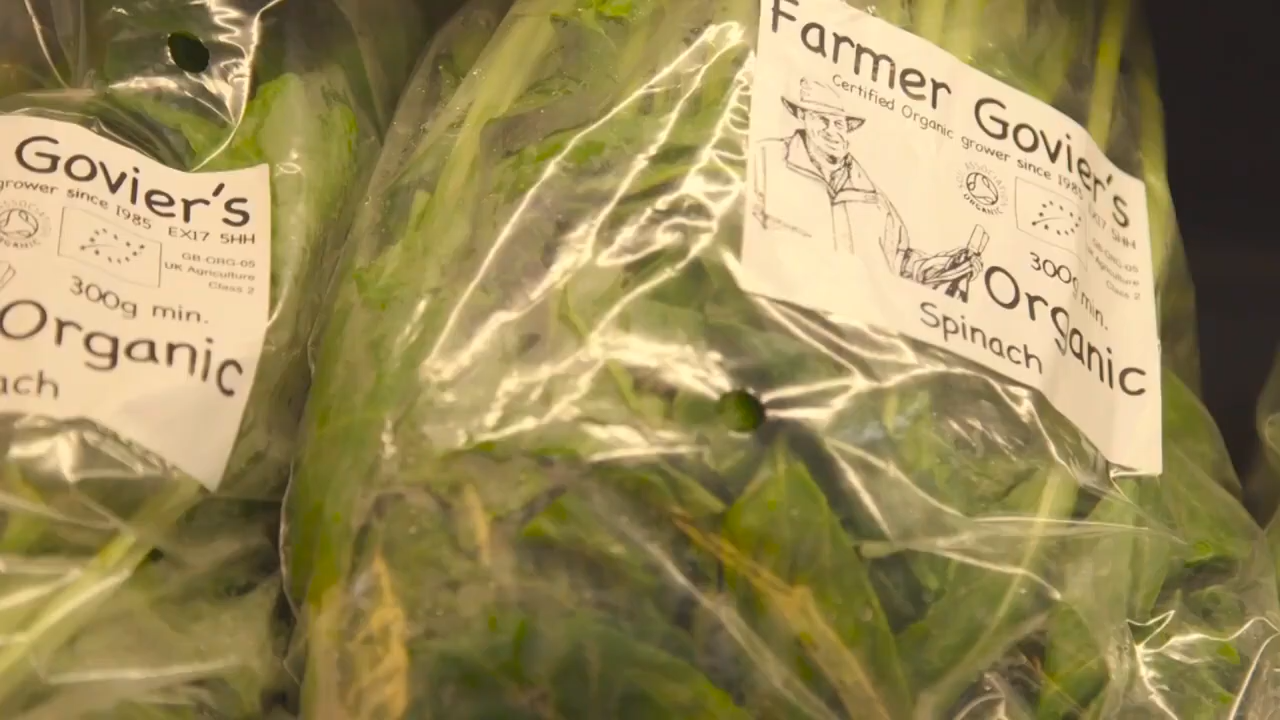 Govier's
grower since 1985
EX17 5HH
ORGANIC
GB-ORG-05
UK Agriculture
Class 2
300g min.
Organic
ach
Farmer Govier's
Certified Organic grower since 1985
EX17 5HH
ORGANIC
GB-ORG-05
UK Agriculture
Class 2
300g min.
Organic
Spinach